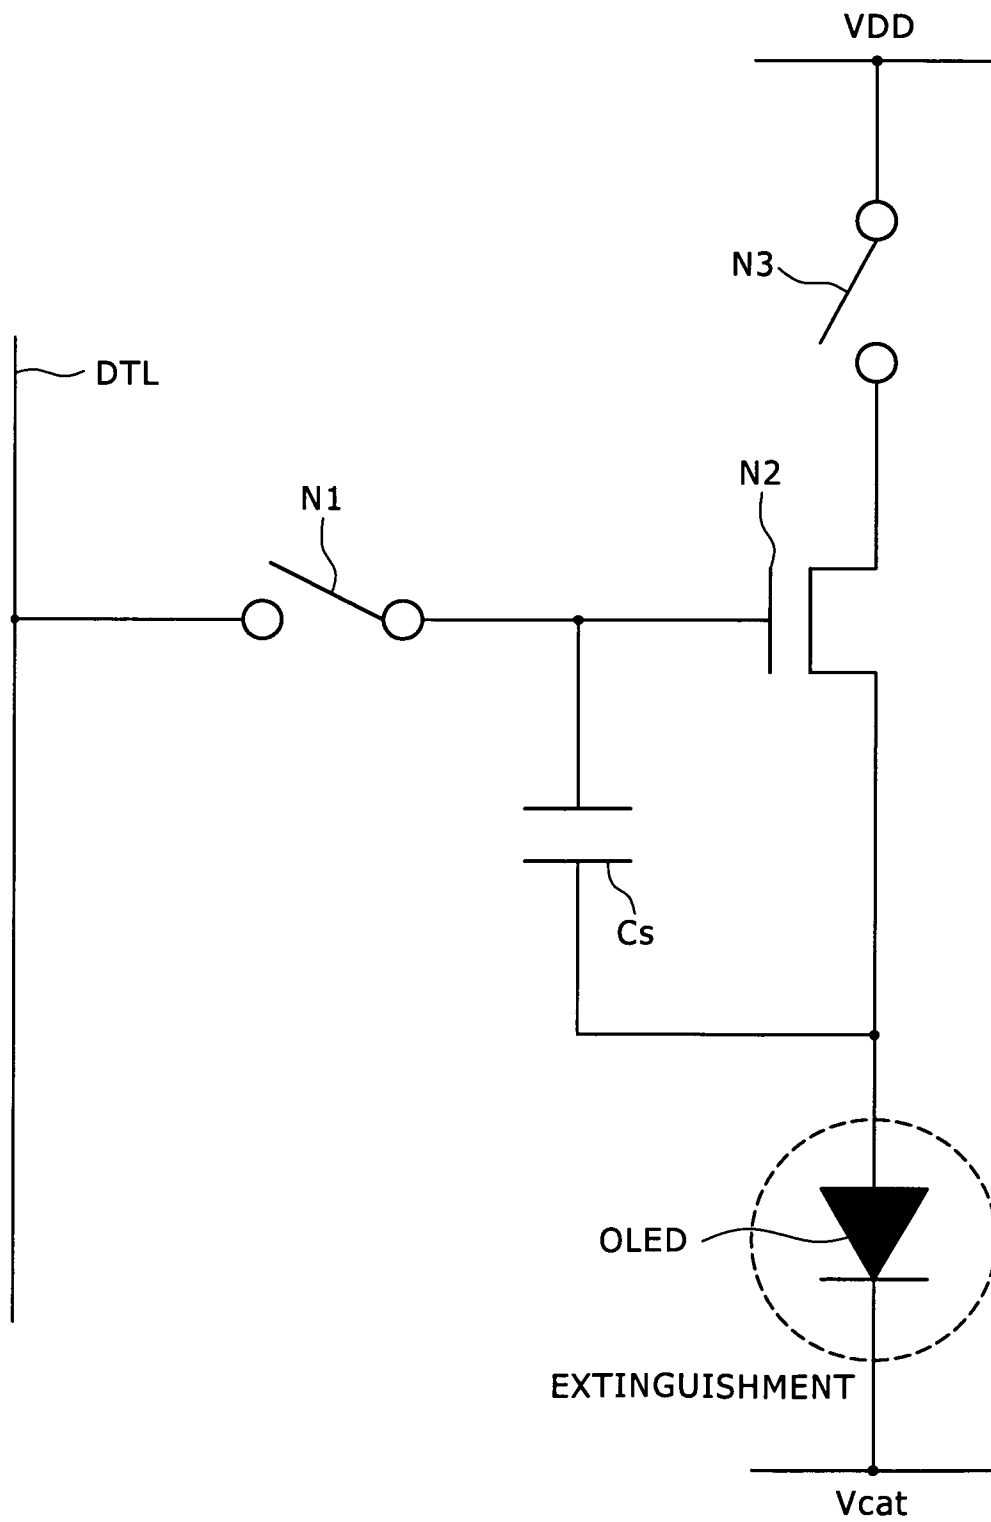 VDD
N3
DTL
N2
N1
Cs
OLED
EXTINGUISHMENT
Vcat